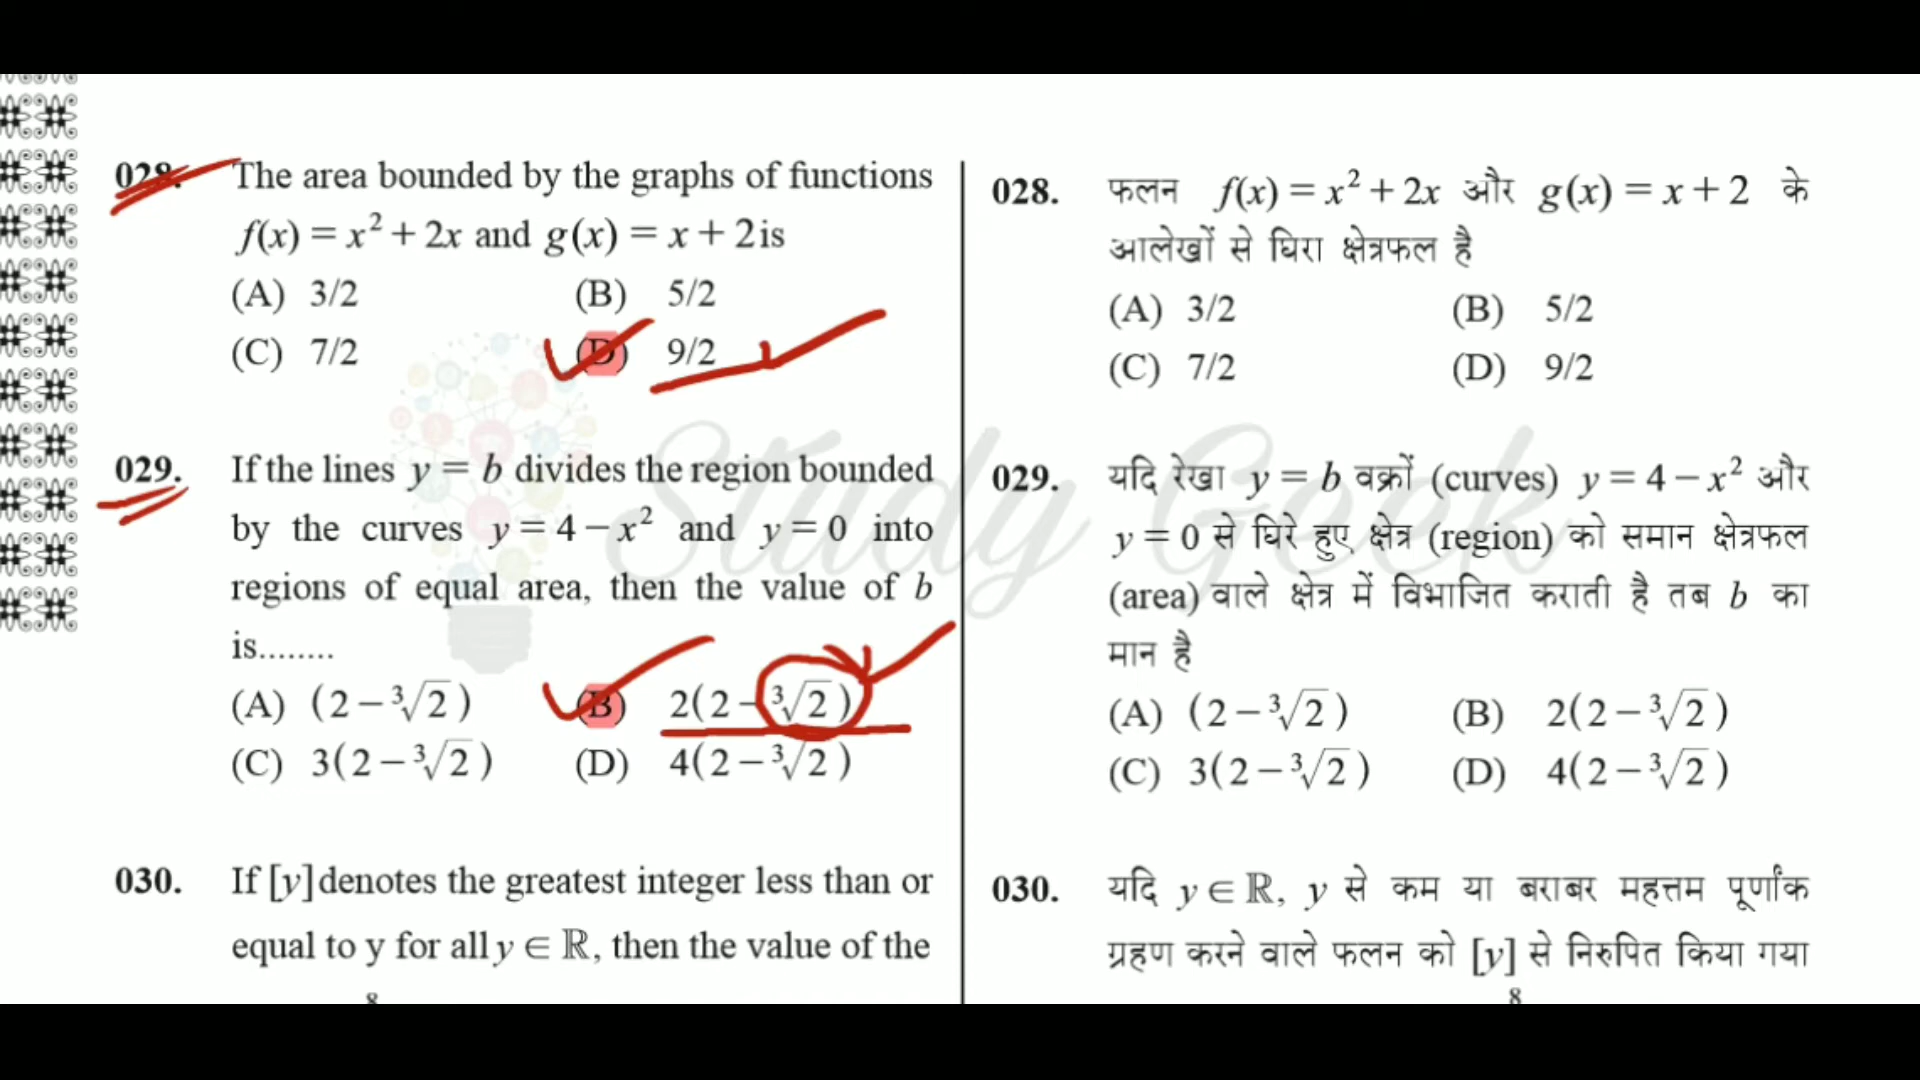 028. The area bounded by the graphs of functions
f(x) = x² + 2x and g(x) = x + 2 is
(A) 3/2 (B) 5/2
(C) 7/2 (D) 9/2
029. If the lines y = b divides the region bounded
by the curves y = 4 – x² and y = 0 into
regions of equal area, then the value of b
is........
(A) (2 – ∛2) (B) 2(2 – ∛2)
(C) 3(2 – ∛2) (D) 4(2 – ∛2)
030. If [y] denotes the greatest integer less than or
equal to y for all y ∈ ℝ, then the value of the
8
028. फलन f(x) = x² + 2x और g(x) = x + 2 के
आलेखों से घिरा क्षेत्रफल है
(A) 3/2 (B) 5/2
(C) 7/2 (D) 9/2
029. यदि रेखा y = b वक्रों (curves) y = 4 – x² और
y = 0 से घिरे हुए क्षेत्र (region) को समान क्षेत्रफल
(area) वाले क्षेत्र में विभाजित कराती है तब b का
मान है
(A) (2 – ∛2) (B) 2(2 – ∛2)
(C) 3(2 – ∛2) (D) 4(2 – ∛2)
030. यदि y ∈ ℝ, y से कम या बराबर महत्तम पूर्णांक
ग्रहण करने वाले फलन को [y] से निरुपित किया गया
8
Study Geek